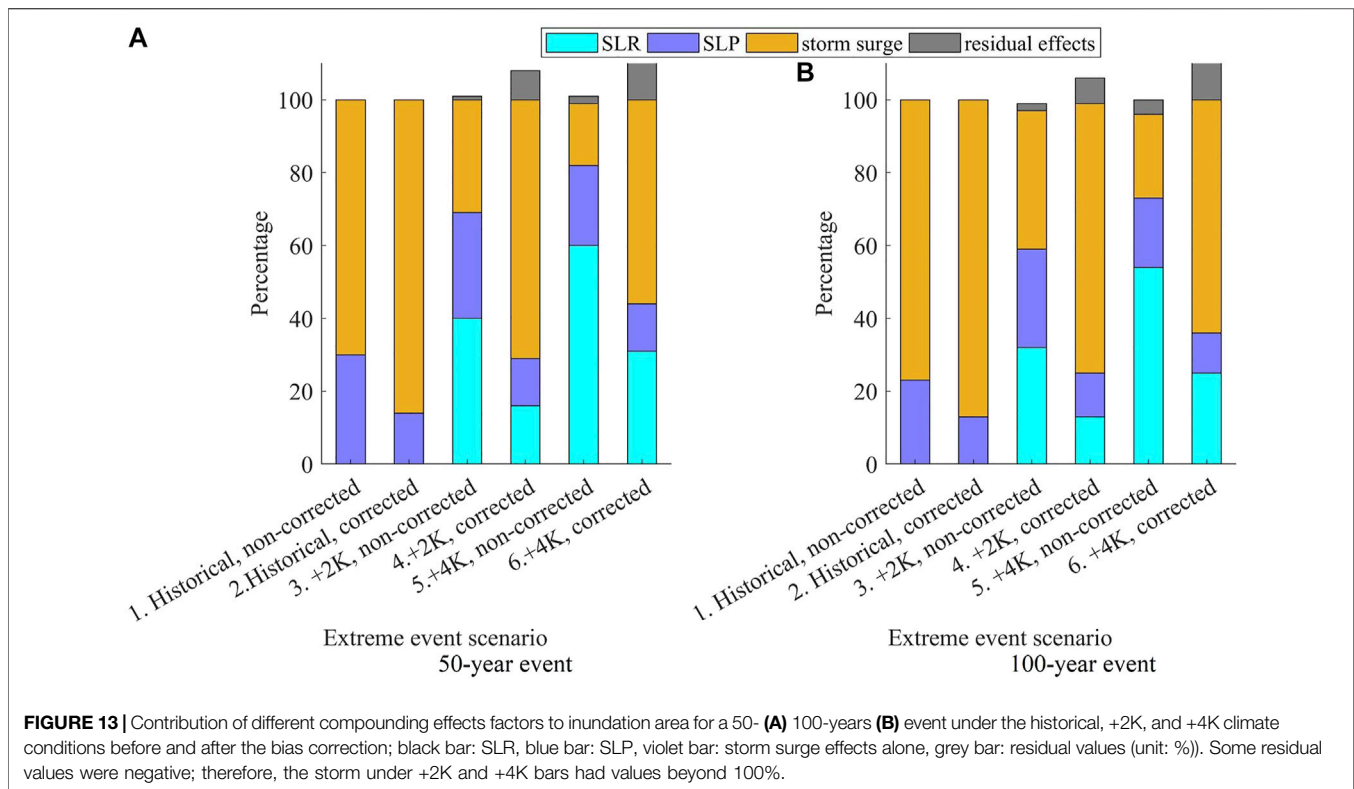 A
SLR SLP storm surge residual effects
B
Percentage
100
80
60
40
20
0
1. Historical, non-corrected
2.Historical, corrected
3. +2K, non-corrected
4.+2K, corrected
5.+4K, non-corrected
6.+4K, corrected
Extreme event scenario
50-year event
Percentage
100
80
60
40
20
0
1. Historical, non-corrected
2. Historical, corrected
3. +2K, non-corrected
4. +2K, corrected
5. +4K, non-corrected
6. +4K, corrected
Extreme event scenario
100-year event
FIGURE 13 | Contribution of different compounding effects factors to inundation area for a 50- (A) 100-years (B) event under the historical, +2K, and +4K climate
conditions before and after the bias correction; black bar: SLR, blue bar: SLP, violet bar: storm surge effects alone, grey bar: residual values (unit: %)). Some residual
values were negative; therefore, the storm under +2K and +4K bars had values beyond 100%.